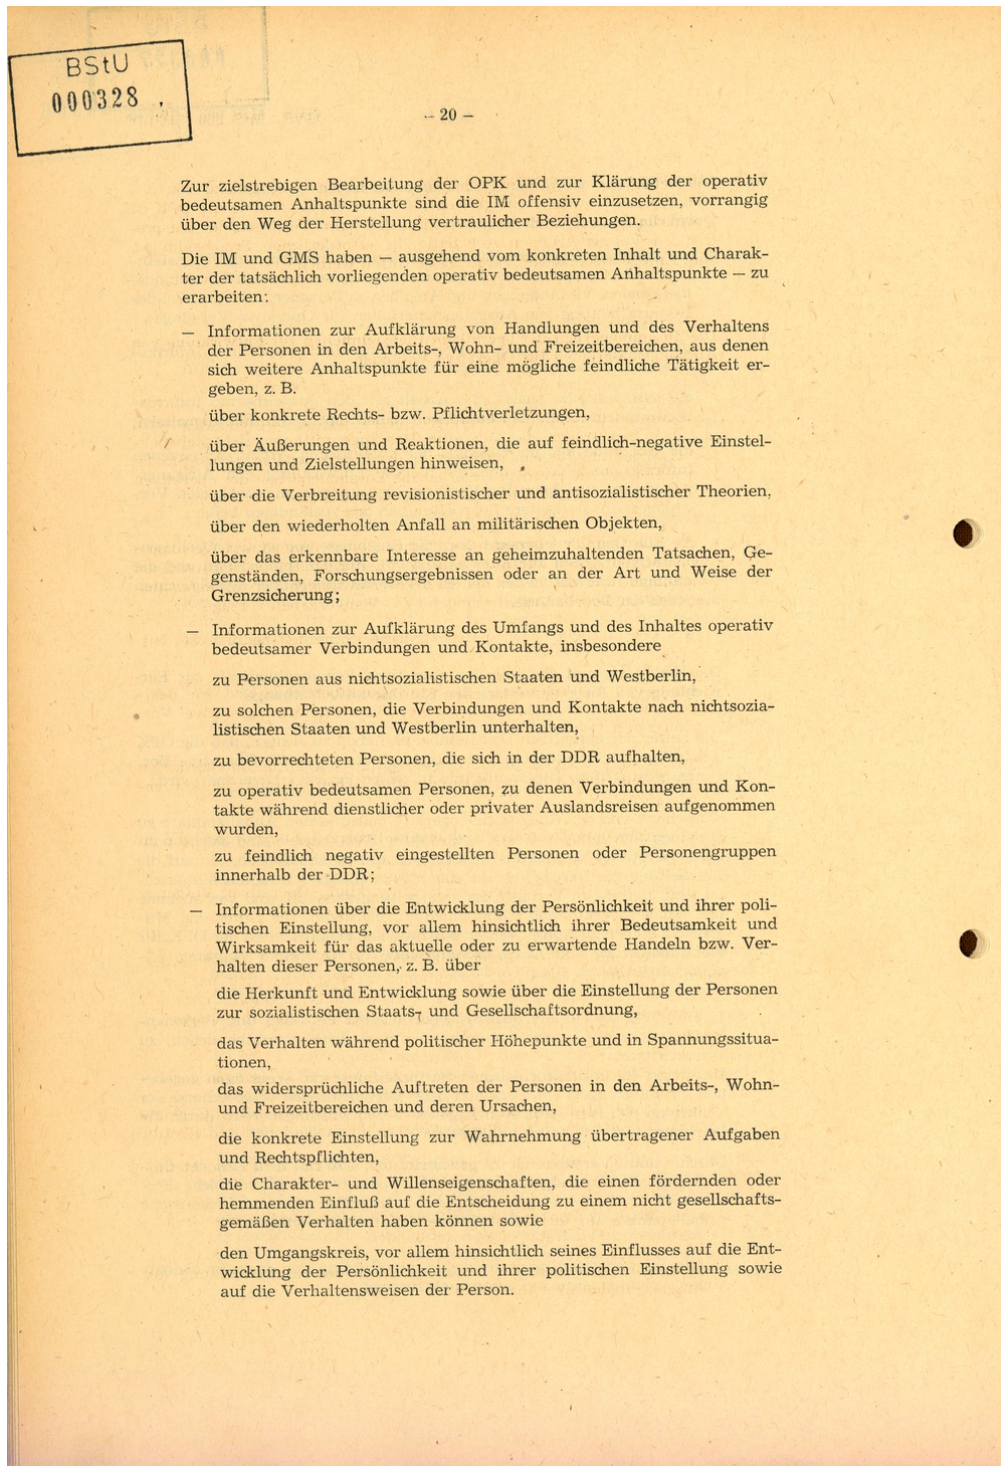 BStU
000328
— 20 —
Zur zielstrebigen Bearbeitung der OPK und zur Klärung der operativ
bedeutsamen Anhaltspunkte sind die IM offensiv einzusetzen, vorrangig
über den Weg der Herstellung vertraulicher Beziehungen.
Die IM und GMS haben — ausgehend vom konkreten Inhalt und Charak-
ter der tatsächlich vorliegenden operativ bedeutsamen Anhaltspunkte — zu
erarbeiten:
— Informationen zur Aufklärung von Handlungen und des Verhaltens
der Personen in den Arbeits-, Wohn- und Freizeitbereichen, aus denen
sich weitere Anhaltspunkte für eine mögliche feindliche Tätigkeit er-
geben, z. B.
über konkrete Rechts- bzw. Pflichtverletzungen,
über Äußerungen und Reaktionen, die auf feindlich-negative Einstel-
lungen und Zielstellungen hinweisen,
über die Verbreitung revisionistischer und antisozialistischer Theorien,
über den wiederholten Anfall an militärischen Objekten,
über das erkennbare Interesse an geheimzuhaltenden Tatsachen, Ge-
genständen, Forschungsergebnissen oder an der Art und Weise der
Grenzsicherung;
— Informationen zur Aufklärung des Umfangs und des Inhaltes operativ
bedeutsamer Verbindungen und Kontakte, insbesondere
zu Personen aus nichtsozialistischen Staaten und Westberlin,
zu solchen Personen, die Verbindungen und Kontakte nach nichtsozia-
listischen Staaten und Westberlin unterhalten,
zu bevorrechteten Personen, die sich in der DDR aufhalten,
zu operativ bedeutsamen Personen, zu denen Verbindungen und Kon-
takte während dienstlicher oder privater Auslandsreisen aufgenommen
wurden,
zu feindlich negativ eingestellten Personen oder Personengruppen
innerhalb der DDR;
— Informationen über die Entwicklung der Persönlichkeit und ihrer poli-
tischen Einstellung, vor allem hinsichtlich ihrer Bedeutsamkeit und
Wirksamkeit für das aktuelle oder zu erwartende Handeln bzw. Ver-
halten dieser Personen, z. B. über
die Herkunft und Entwicklung sowie über die Einstellung der Personen
zur sozialistischen Staats- und Gesellschaftsordnung,
das Verhalten während politischer Höhepunkte und in Spannungssitua-
tionen,
das widersprüchliche Auftreten der Personen in den Arbeits-, Wohn-
und Freizeitbereichen und deren Ursachen,
die konkrete Einstellung zur Wahrnehmung übertragener Aufgaben
und Rechtspflichten,
die Charakter- und Willenseigenschaften, die einen fördernden oder
hemmenden Einfluß auf die Entscheidung zu einem nicht gesellschafts-
gemäßen Verhalten haben können sowie
den Umgangskreis, vor allem hinsichtlich seines Einflusses auf die Ent-
wicklung der Persönlichkeit und ihrer politischen Einstellung sowie
auf die Verhaltensweisen der Person.